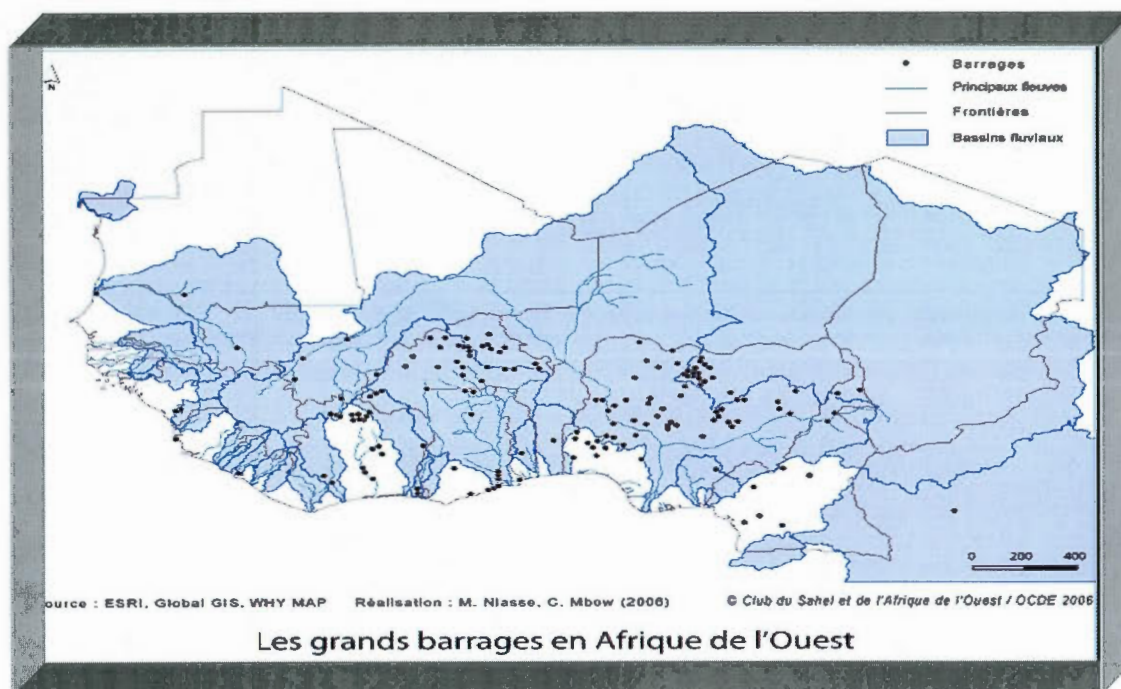 N
Barrages
Principaux fleuves
Frontières
Bassins fluviaux
0 200 400
ource : ESRI, Global GIS, WHY MAP Réalisation : M. Niasse, C. Mbow (2006) © Club du Sahel et de l'Afrique de l'Ouest / OCDE 2006
Les grands barrages en Afrique de l'Ouest